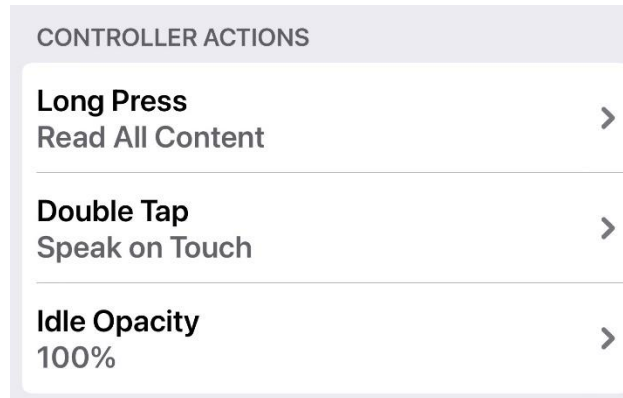 CONTROLLER ACTIONS
Long Press
Read All Content
Double Tap
Speak on Touch
Idle Opacity
100%